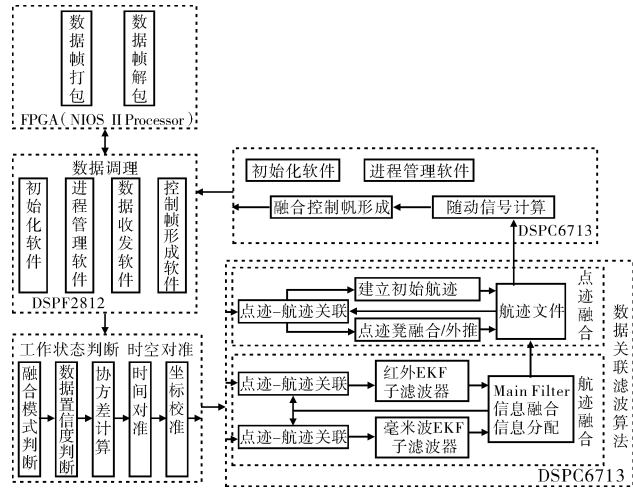 数据帧打包
数据帧解包
FPGA(NIOS II Processor)
数据调理
初始化软件
进程管理软件
数据收发软件
控制帧形成软件
DSPF2812
初始化软件
进程管理软件
融合控制帆形成
随动信号计算
DSPC6713
工作状态判断 时空对准
融合模式判断
数据置信度判断
协方差计算
时间对准
坐标校准
点迹-航迹关联
建立初始航迹
点迹凳融合/外推
航迹文件
点迹融合
点迹-航迹关联
红外EKF
子滤波器
点迹-航迹关联
毫米波EKF
子滤波器
Main Filter
信息融合
信息分配
航迹融合
数据关联滤波算法
DSPC6713